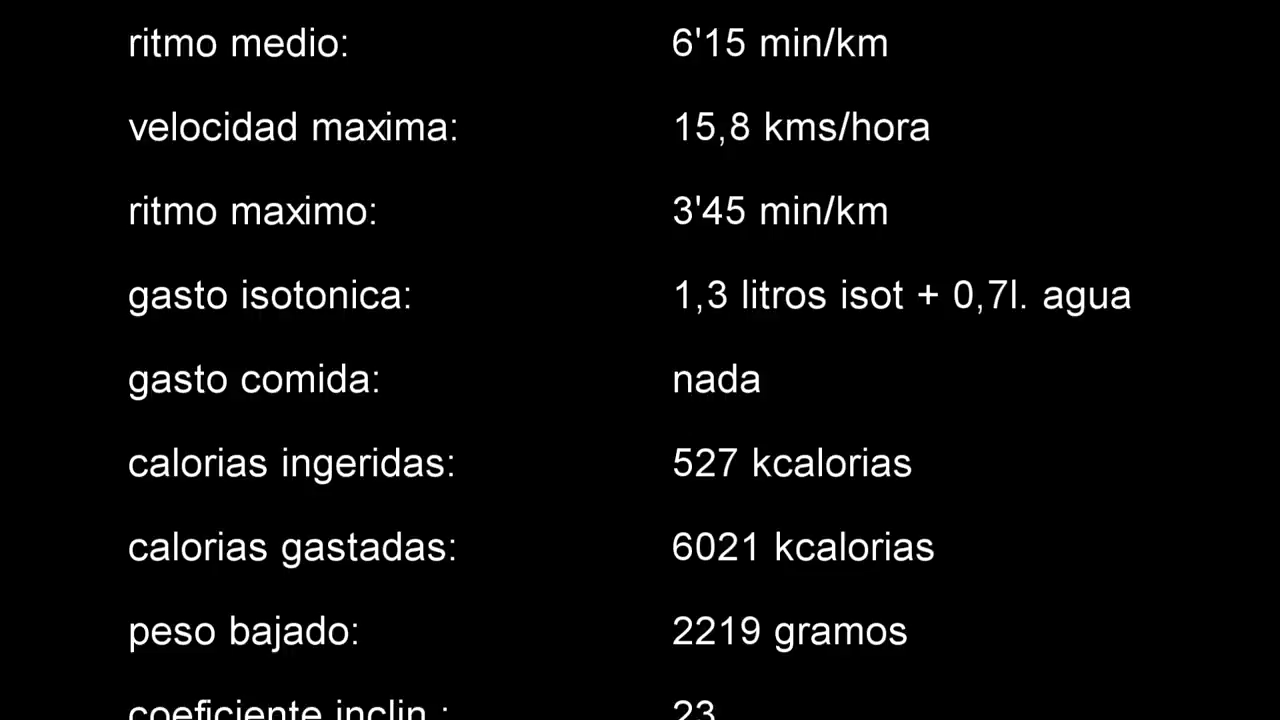 ritmo medio: 6'15 min/km
velocidad maxima: 15,8 kms/hora
ritmo maximo: 3'45 min/km
gasto isotonica: 1,3 litros isot + 0,7l. agua
gasto comida: nada
calorias ingeridas: 527 kcalorias
calorias gastadas: 6021 kcalorias
peso bajado: 2219 gramos
coeficiente inclin.: 23